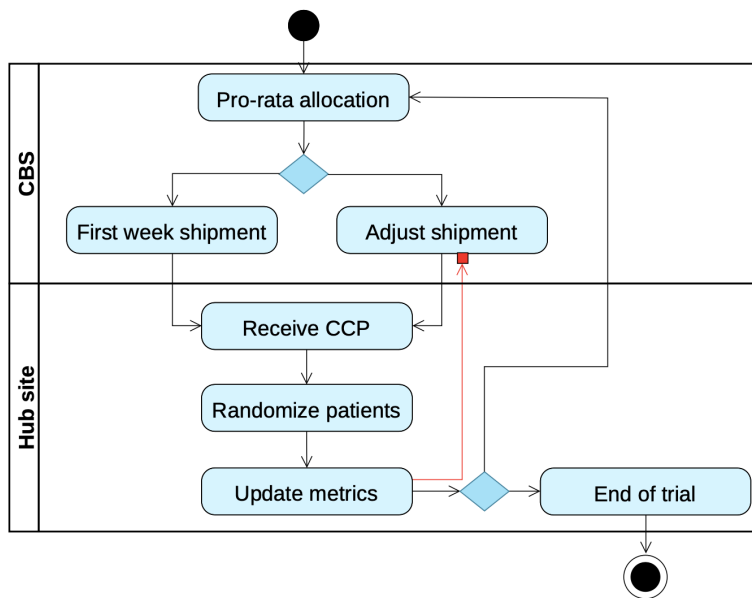 CBS
Pro-rata allocation
First week shipment
Adjust shipment
Hub site
Receive CCP
Randomize patients
Update metrics
End of trial